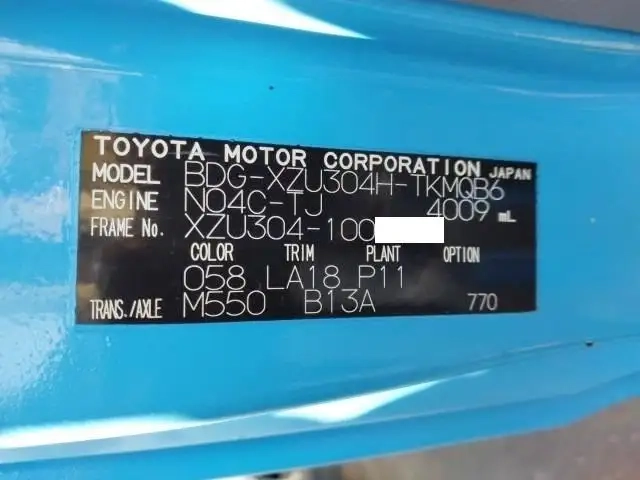 TOYOTA MOTOR CORPORATION JAPAN
MODEL BDG-XZU304H-TKMQB6
ENGINE N04C-TJ 4009 mL
FRAME No. XZU304-100
COLOR TRIM PLANT OPTION
058 LA18 P11
TRANS./AXLE M550 B13A 770